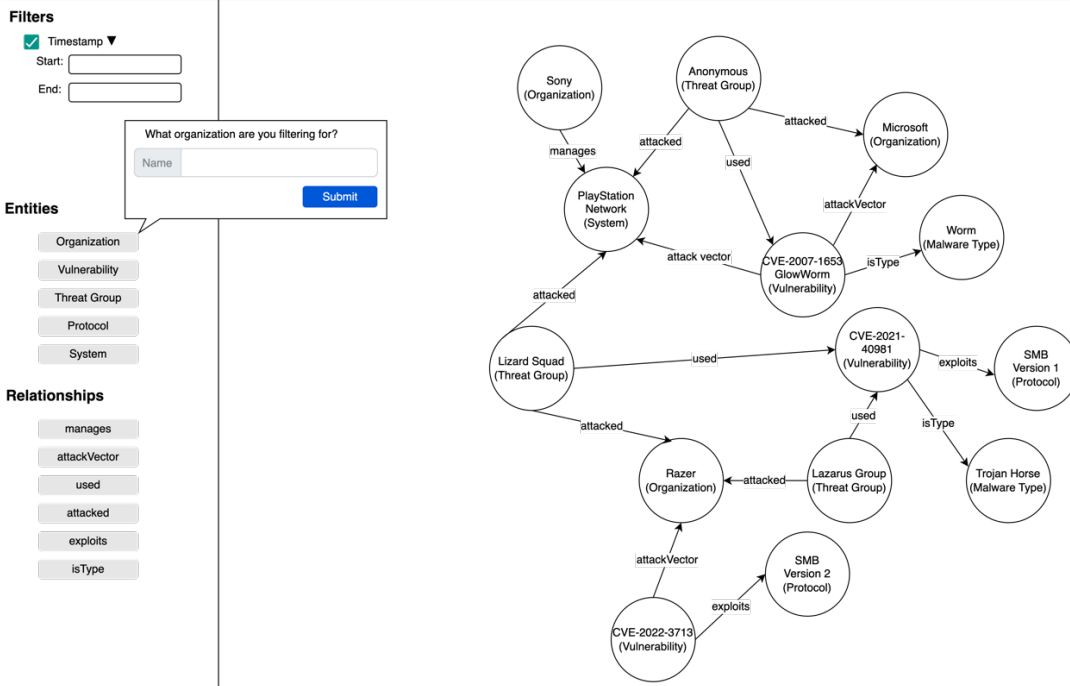 Filters
Timestamp ▼
Start:
End:
What organization are you filtering for?
Name
Submit
Entities
Organization
Vulnerability
Threat Group
Protocol
System
Relationships
manages
attackVector
used
attacked
exploits
isType
Sony
(Organization)
Anonymous
(Threat Group)
attacked
Microsoft
(Organization)
manages
attacked
used
PlayStation
Network
(System)
attackVector
Worm
(Malware Type)
attack vector
CVE-2007-1653
GlowWorm
(Vulnerability)
isType
attacked
CVE-2021-
40981
(Vulnerability)
Lizard Squad
(Threat Group)
used
exploits
SMB
Version 1
(Protocol)
attacked
used
isType
Razer
(Organization)
attacked
Lazarus Group
(Threat Group)
Trojan Horse
(Malware Type)
attackVector
SMB
Version 2
(Protocol)
exploits
CVE-2022-3713
(Vulnerability)